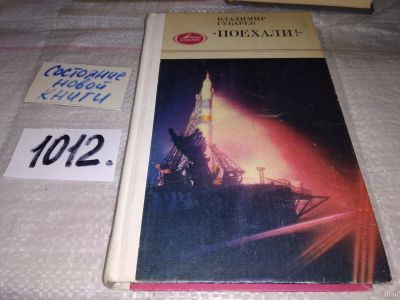 ВЛАДИМИР
ГУБАРЕВ
"ПОЕХАЛИ!"
Состояние
новой
книги
1012.